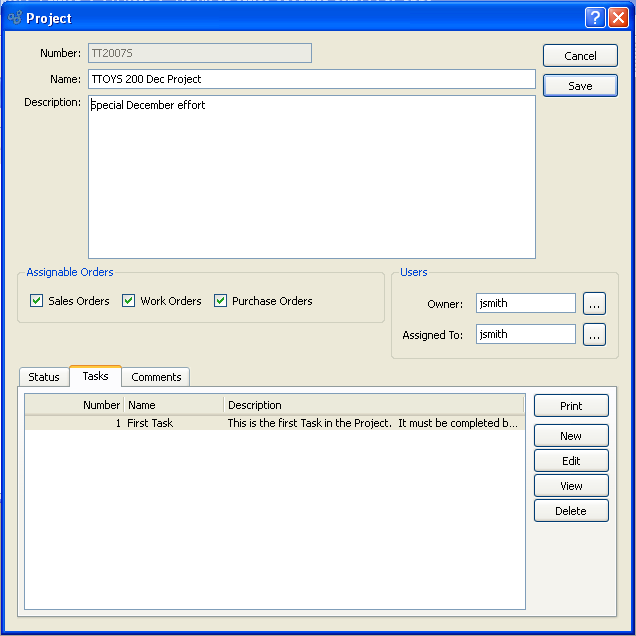 Project
Number: TT2007S
Cancel
Name: TTOYS 200 Dec Project
Save
Description: Special December effort
Assignable Orders
Sales Orders Work Orders Purchase Orders
Users
Owner: jsmith ...
Assigned To: jsmith ...
Status Tasks Comments
Number Name Description
1 First Task This is the first Task in the Project. It must be completed b...
Print
New
Edit
View
Delete